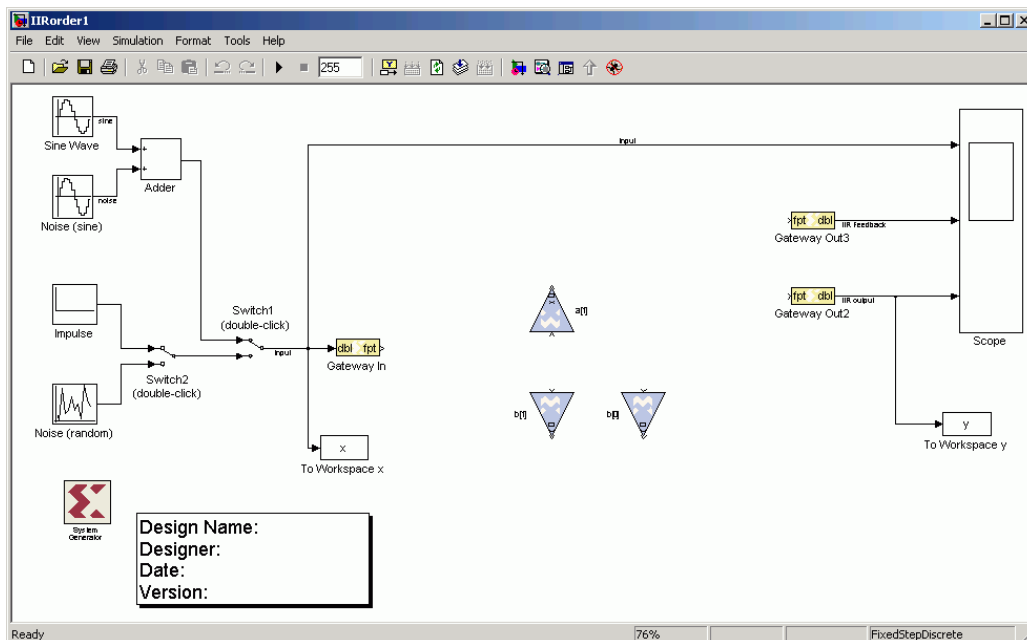 IIRorder1
File Edit View Simulation Format Tools Help
255
sine
Sine Wave
Adder
noise
Noise (sine)
input
fpt dbl
IIR feedback
Gateway Out3
fpt dbl
IIR output
Gateway Out2
Scope
a[1]
Impulse
Switch1
(double-click)
input
dbl fpt
Gateway In
Switch2
(double-click)
Noise (random)
b[1]
b[0]
x
To Workspace x
y
To Workspace y
System
Generator
Design Name:
Designer:
Date:
Version:
Ready
76%
FixedStepDiscrete